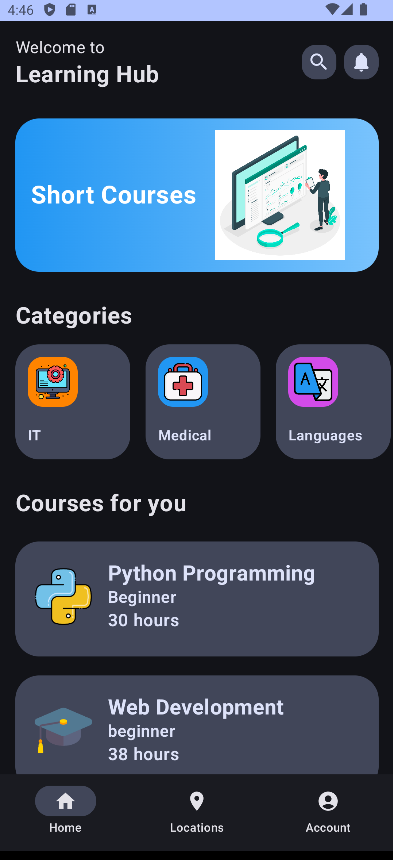 4:46
Welcome to
Learning Hub
Short Courses
Categories
IT
Medical
Languages
Courses for you
Python Programming
Beginner
30 hours
Web Development
beginner
38 hours
Home
Locations
Account